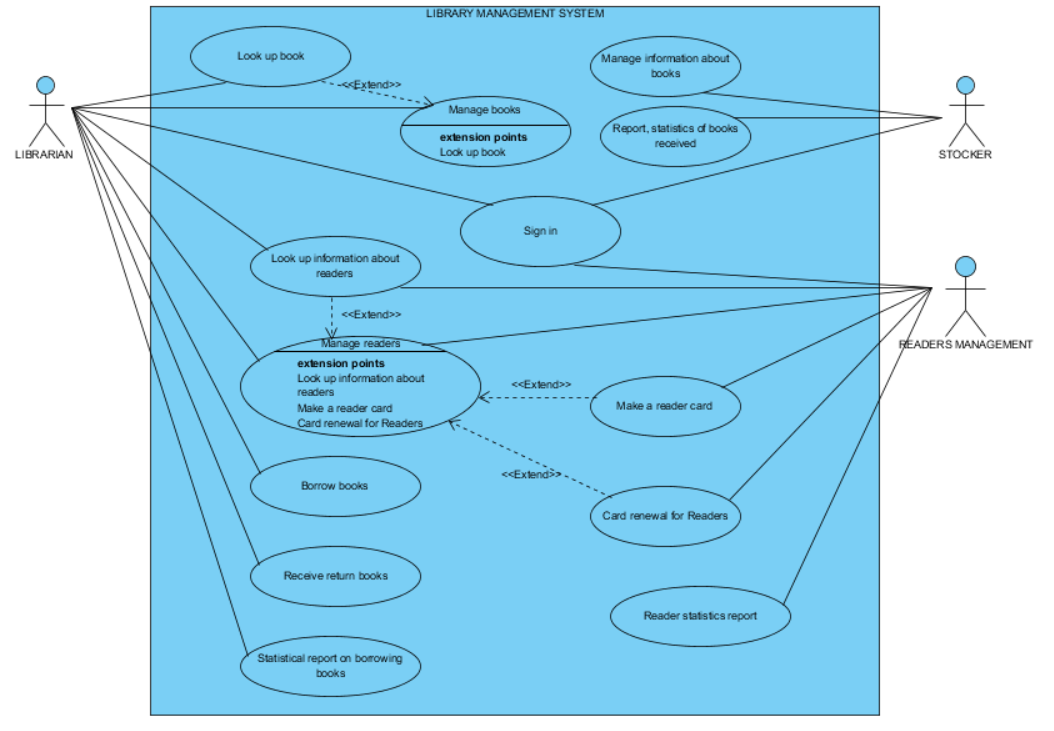 LIBRARY MANAGEMENT SYSTEM
Look up book
<<Extend>>
Manage books
extension points
Look up book
Manage information about
books
Report, statistics of books
received
LIBRARIAN
STOCKER
Sign in
Look up information about
readers
<<Extend>>
Manage readers
extension points
Look up information about
readers
Make a reader card
Card renewal for Readers
READERS MANAGEMENT
<<Extend>>
Make a reader card
<<Extend>>
Card renewal for Readers
Borrow books
Receive return books
Reader statistics report
Statistical report on borrowing
books